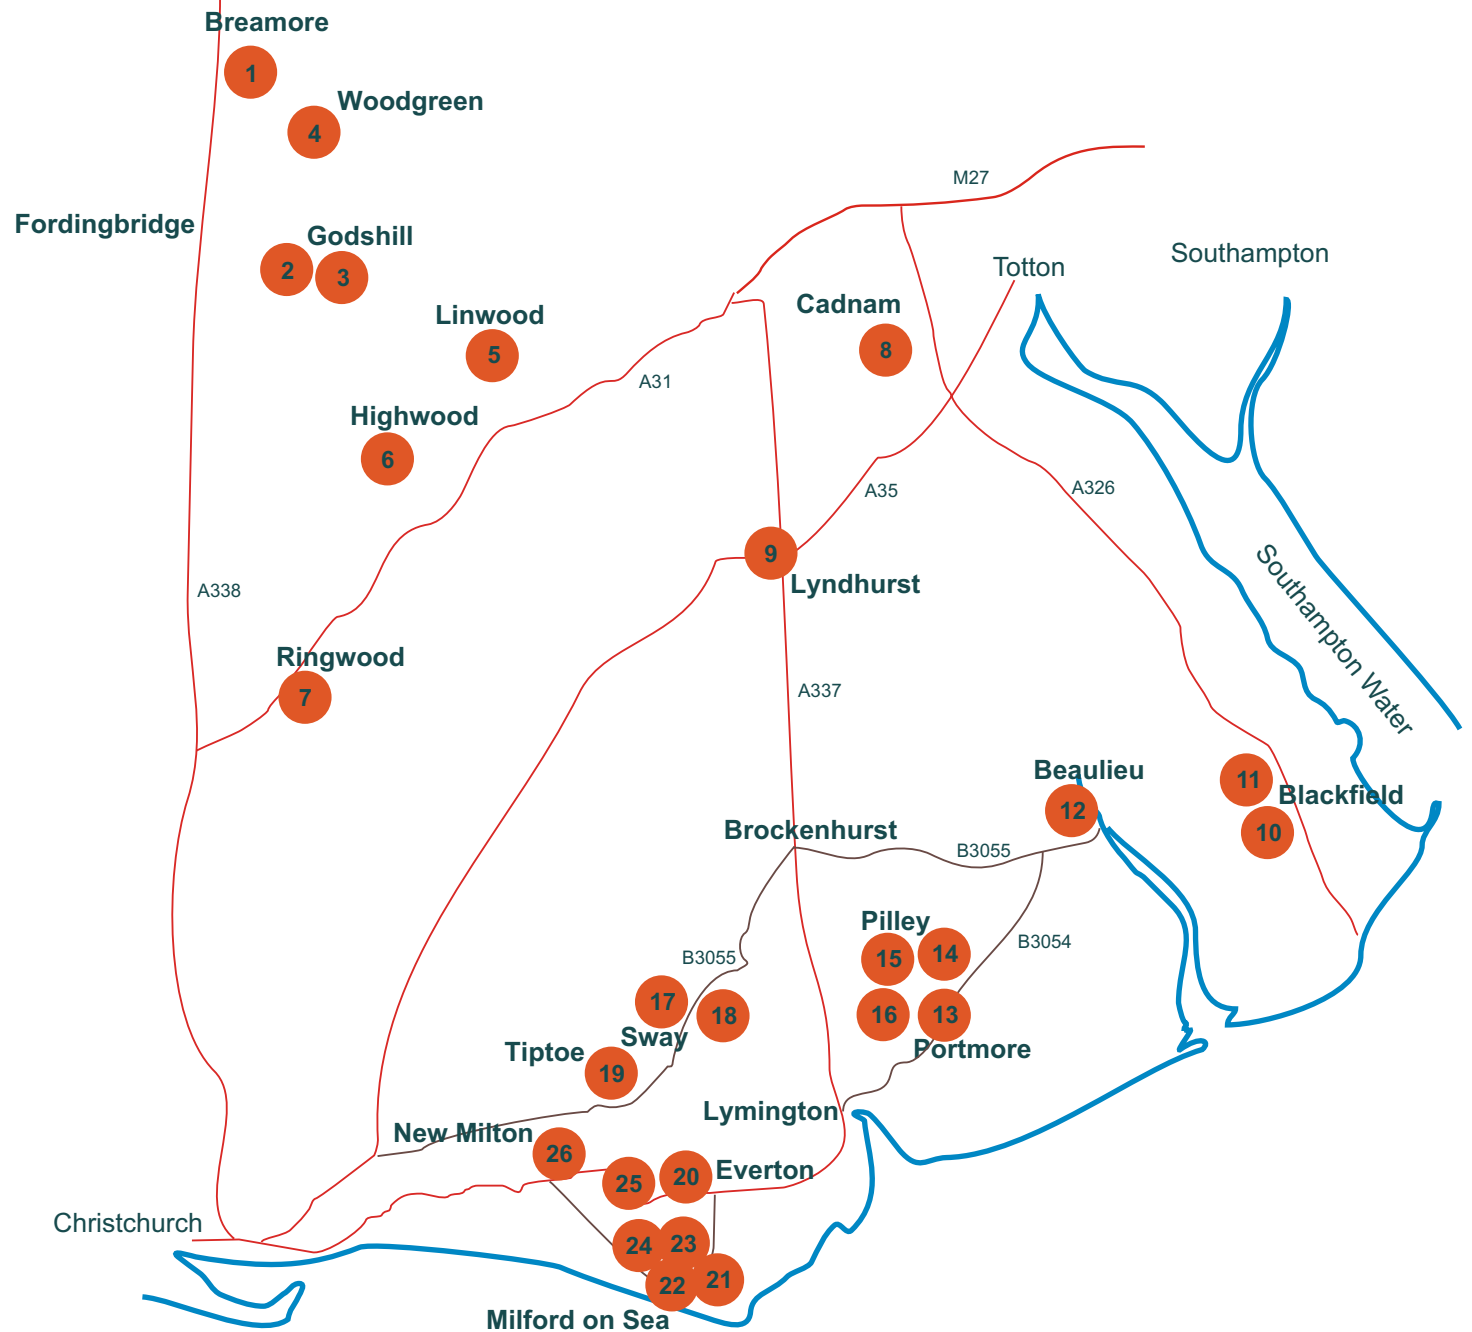 Breamore
1
Woodgreen
4
M27
Fordingbridge
Godshill
2
3
Totton
Southampton
Linwood
5
Cadnam
8
A31
Highwood
6
A35
A326
9
Lyndhurst
Southampton Water
A338
Ringwood
7
A337
Beaulieu
12
11
Blackfield
10
Brockenhurst
B3055
Pilley
15
14
B3054
B3055
17
18
16
13
Sway
Portmore
Tiptoe
19
Lymington
New Milton
26
25
20
Everton
Christchurch
24
23
22
21
Milford on Sea